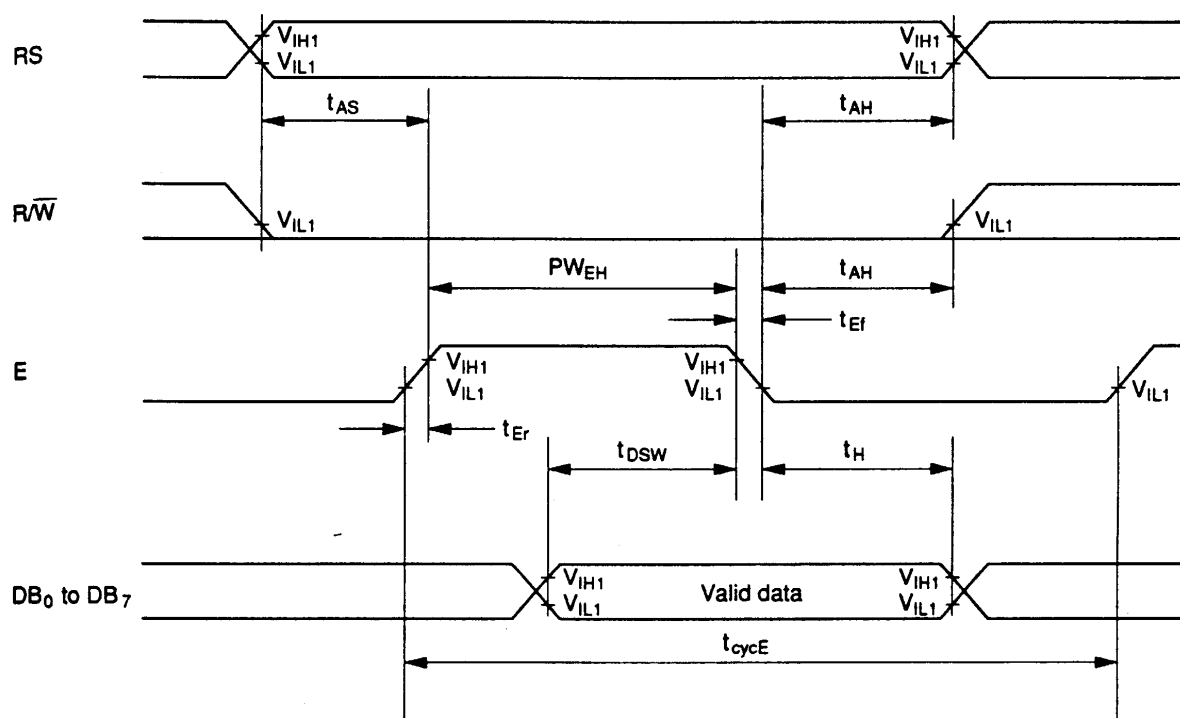 RS
VIH1
VIL1
VIH1
VIL1
tAS
tAH
R/W̅
VIL1
VIL1
PWEH
tAH
tEf
E
VIH1
VIL1
VIH1
VIL1
VIL1
tEr
tDSW
tH
DB0 to DB7
VIH1
VIL1
Valid data
VIH1
VIL1
tcycE